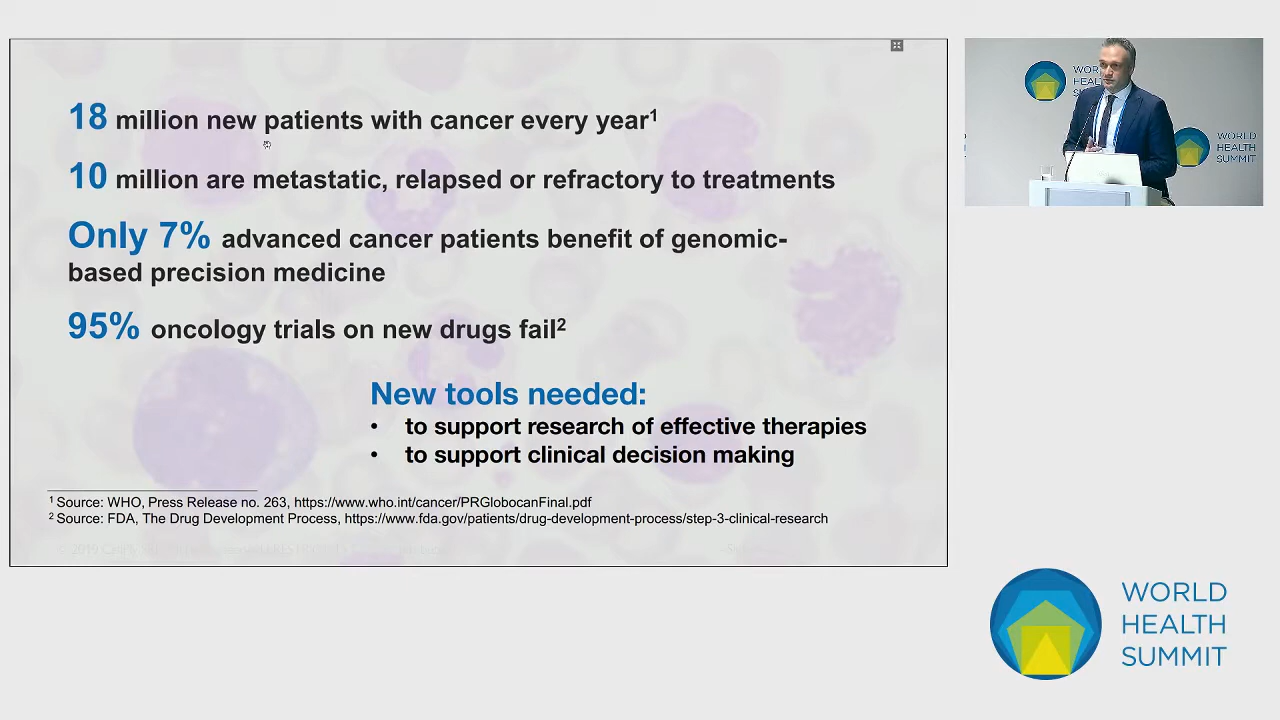 18 million new patients with cancer every year¹
10 million are metastatic, relapsed or refractory to treatments
Only 7% advanced cancer patients benefit of genomic-
based precision medicine
95% oncology trials on new drugs fail²
New tools needed:
• to support research of effective therapies
• to support clinical decision making
¹ Source: WHO, Press Release no. 263, https://www.who.int/cancer/PRGlobocanFinal.pdf
² Source: FDA, The Drug Development Process, https://www.fda.gov/patients/drug-development-process/step-3-clinical-research
© 2019
WORLD
HEALTH
SUMMIT
WORLD
HEALTH
SUMMIT